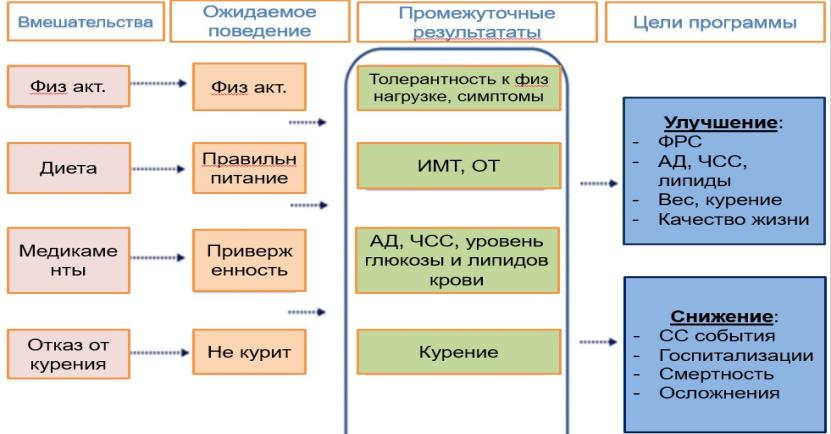 Вмешательства
Ожидаемое
поведение
Промежуточные
результататы
Цели программы
Физ акт.
Физ акт.
Толерантность к физ
нагрузке, симптомы
Диета
Правильн
питание
ИМТ, ОТ
Медикаме
нты
Приверж
енность
АД, ЧСС, уровень
глюкозы и липидов
крови
Отказ от
курения
Не курит
Курение
Улучшение:
- ФРС
- АД, ЧСС,
липиды
- Вес, курение
- Качество жизни
Снижение:
- СС события
- Госпитализации
- Смертность
- Осложнения